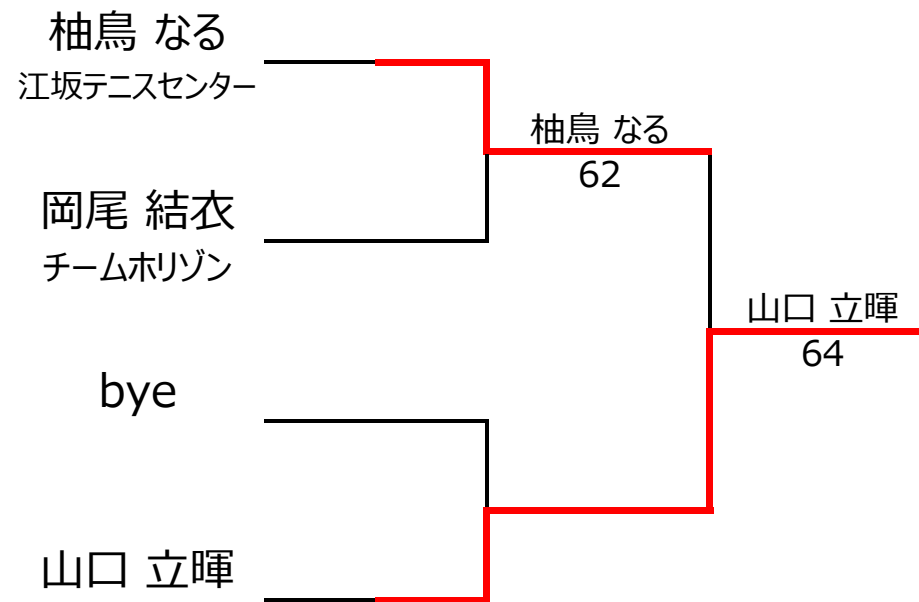 柚鳥 なる
江坂テニスセンター
柚鳥 なる
62
岡尾 結衣
チームホリゾン
山口 立暉
64
bye
山口 立暉